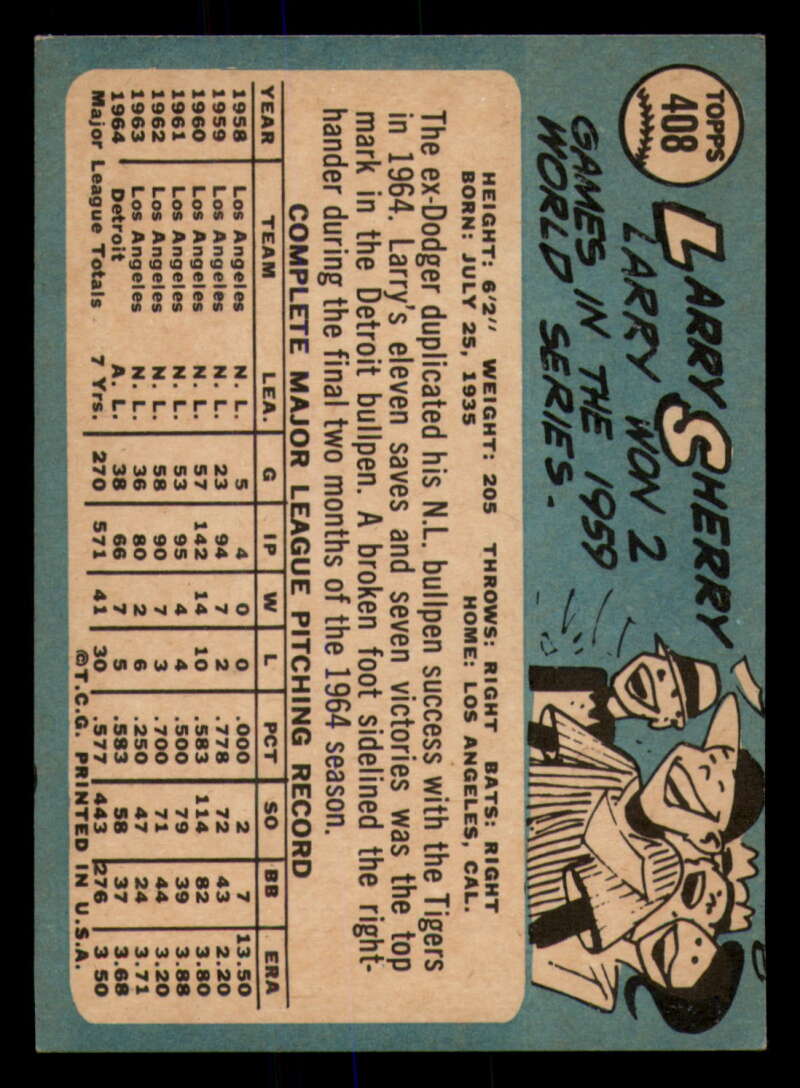 TOPPS
408
LARRY SHERRY
LARRY WON 2
GAMES IN THE 1959
WORLD SERIES.
HEIGHT: 6'2" WEIGHT: 205 THROWS: RIGHT BATS: RIGHT
BORN: JULY 25, 1935 HOME: LOS ANGELES, CAL.
The ex-Dodger duplicated his N.L. bullpen success with the Tigers
in 1964. Larry's eleven saves and seven victories was the top
mark in the Detroit bullpen. A broken foot sidelined the right-
hander during the final two months of the 1964 season.
COMPLETE MAJOR LEAGUE PITCHING RECORD
YEAR TEAM LEA. G IP W L PCT SO BB ERA
1958 Los Angeles N. L. 5 4 0 0 .000 2 7 13.50
1959 Los Angeles N. L. 23 94 7 2 .778 72 43 2.20
1960 Los Angeles N. L. 57 142 14 10 .583 114 82 3.80
1961 Los Angeles N. L. 53 95 4 4 .500 79 39 3.88
1962 Los Angeles N. L. 58 90 7 3 .700 71 44 3.20
1963 Los Angeles N. L. 36 80 2 6 .250 47 24 3.71
1964 Detroit A. L. 38 66 7 5 .583 58 37 3.68
Major League Totals 7 Yrs. 270 571 41 30 .577 443 276 3.50
©T.C.G. PRINTED IN U.S.A.